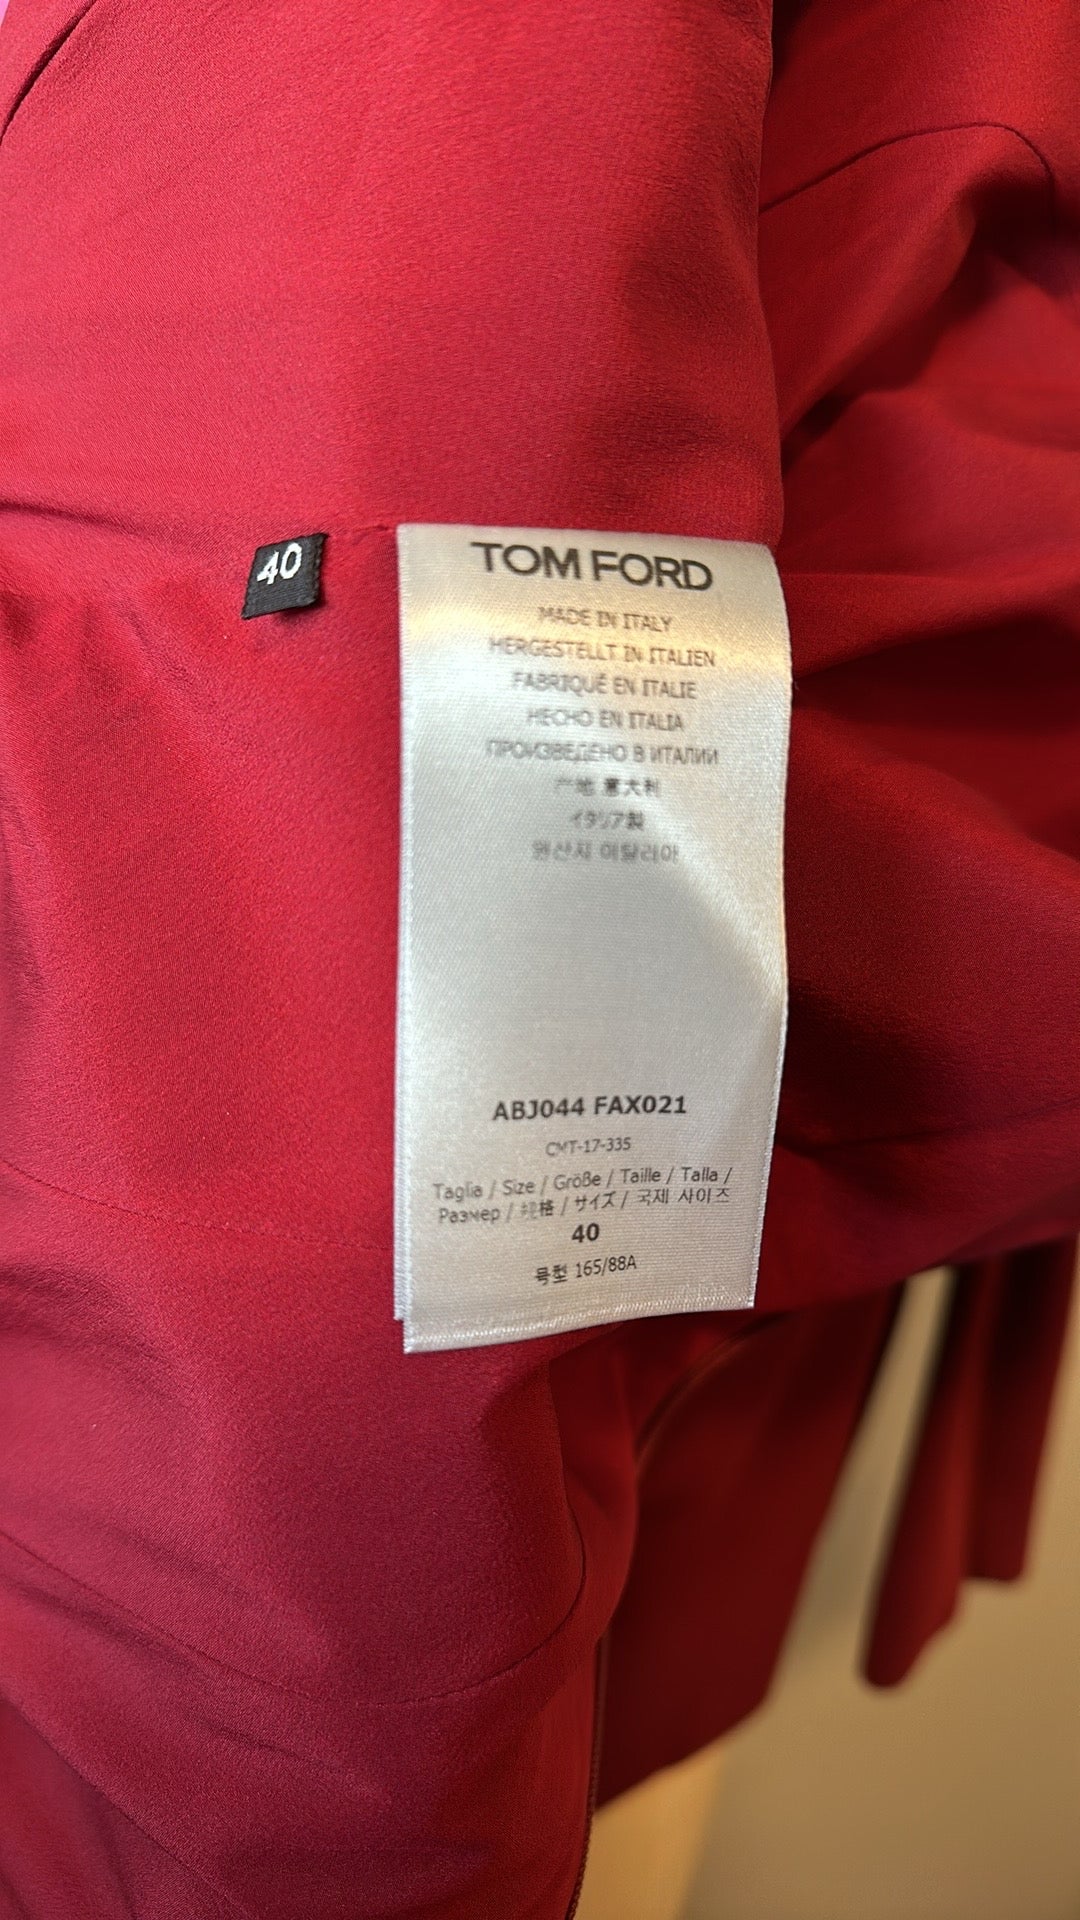 40
TOM FORD
MADE IN ITALY
HERGESTELLT IN ITALIEN
FABRIQUÉ EN ITALIE
HECHO EN ITALIA
ПРОИЗВЕДЕНО В ИТАЛИИ
产地 意大利
イタリア製
원산지 이탈리아
ABJ044 FAX021
CMT-17-335
Taglia / Size / Größe / Taille / Talla /
Размер / 规格 / サイズ / 국제 사이즈
40
号型 165/88A